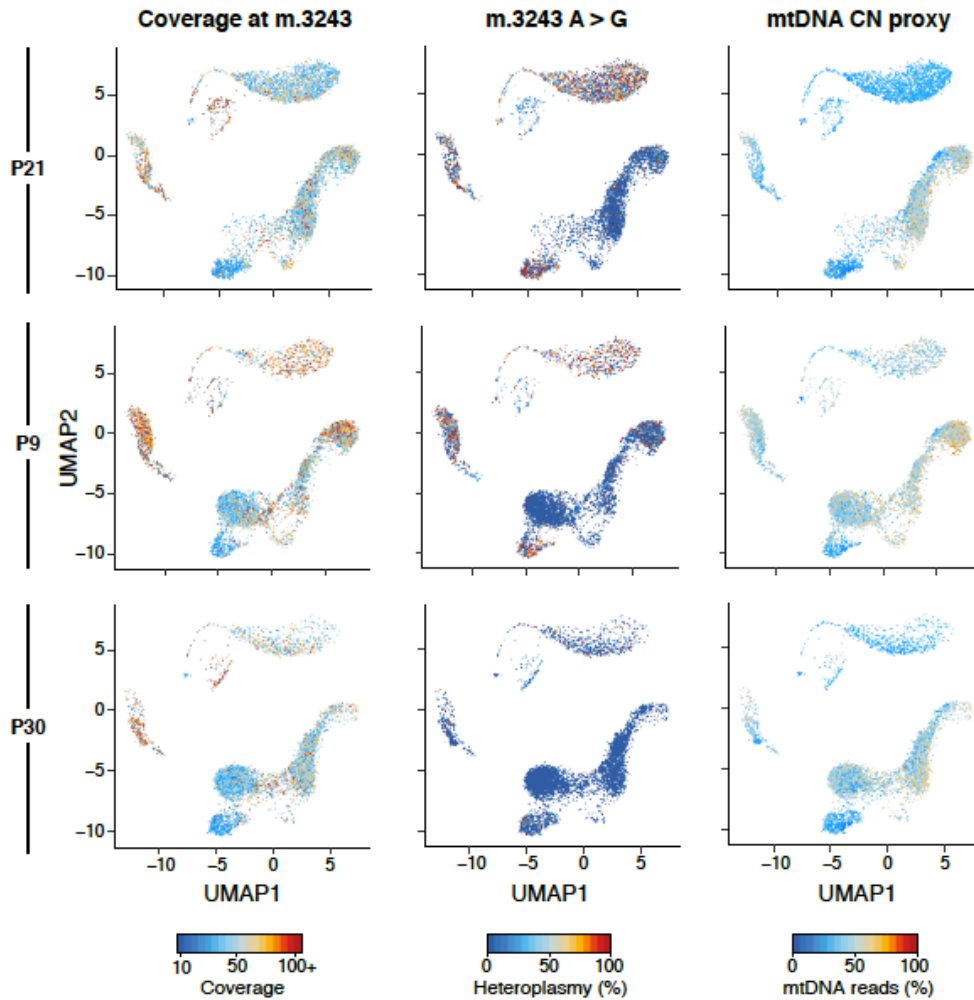 Coverage at m.3243 m.3243 A > G mtDNA CN proxy
P21
5
0
−5
−10
P9
UMAP2
5
0
−5
−10
P30
5
0
−5
−10
−10 −5 0 5 −10 −5 0 5 −10 −5 0 5
UMAP1 UMAP1 UMAP1
10 50 100+ 0 50 100 0 50 100
Coverage Heteroplasmy (%) mtDNA reads (%)